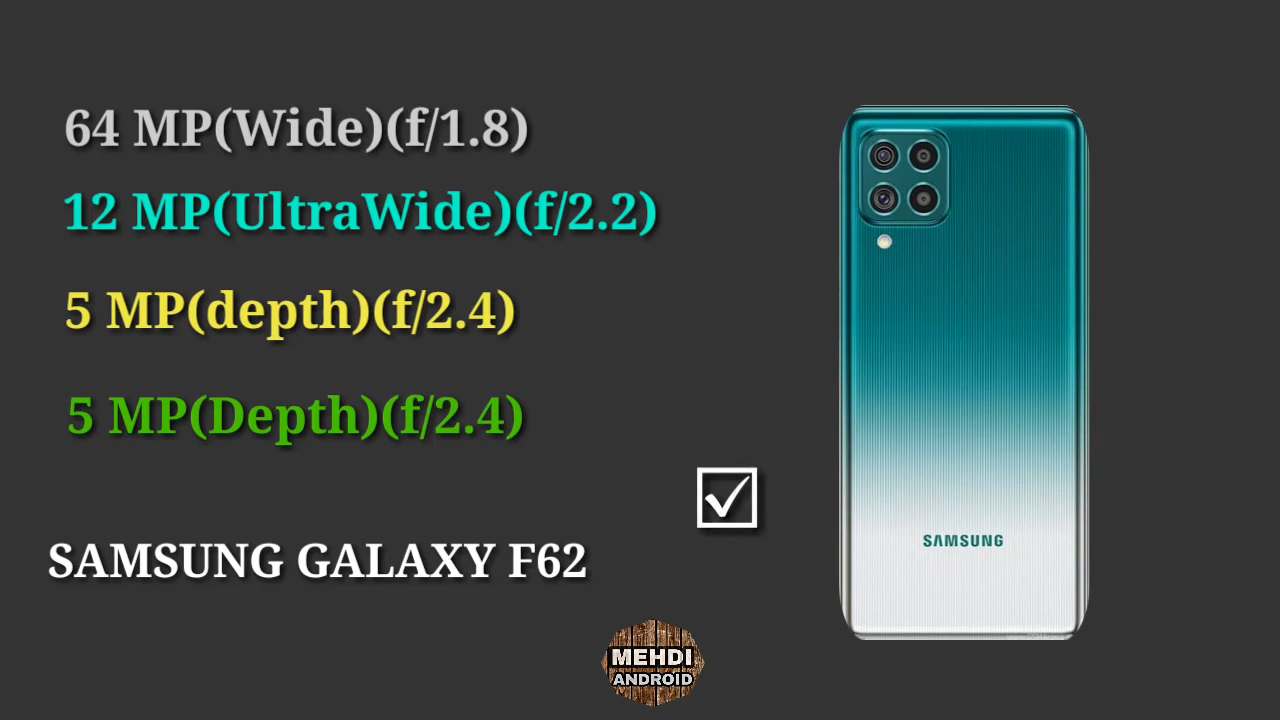 64 MP(Wide)(f/1.8)
12 MP(UltraWide)(f/2.2)
5 MP(depth)(f/2.4)
5 MP(Depth)(f/2.4)
SAMSUNG GALAXY F62
SAMSUNG
MEHDI
ANDROID